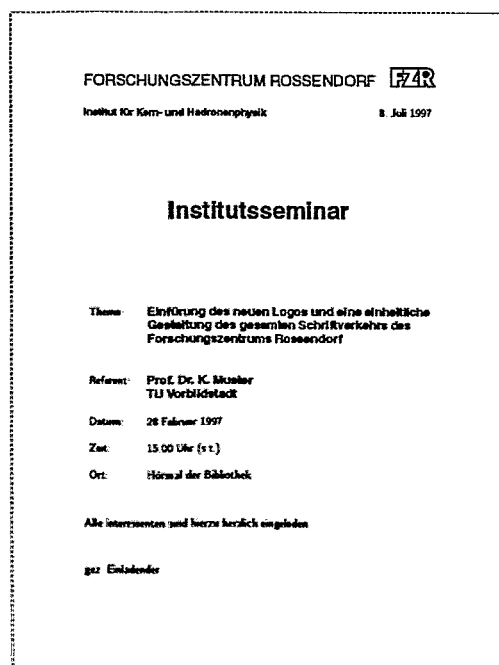 FORSCHUNGSZENTRUM ROSSENDORF FZR
Institut für Kern- und Hadronenphysik 8. Juli 1997
Institutsseminar
Thema: Einfürung des neuen Logos und eine einheitliche
Gestaltung des gesamten Schriftverkehrs des
Forschungszentrums Rossendorf
Referent: Prof. Dr. K. Muster
TU Vorbildstadt
Datum: 28 Februar 1997
Zeit: 15.00 Uhr (s.t.)
Ort: Hörsaal der Bibliothek
Alle Interessenten sind hierzu herzlich eingeladen
gez Einladender